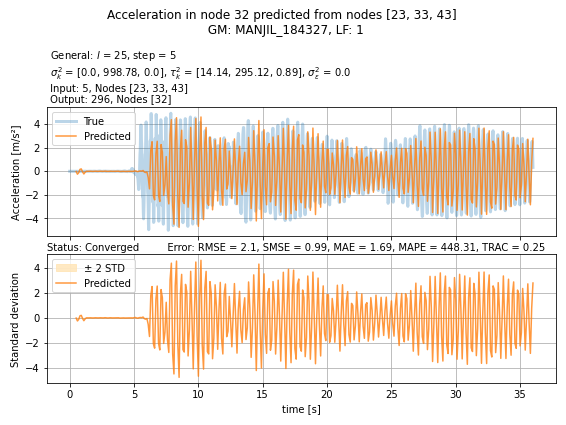 Acceleration in node 32 predicted from nodes [23, 33, 43]
GM: MANJIL_184327, LF: 1
General: l = 25, step = 5
σ²ₖ = [0.0, 998.78, 0.0], τ²ₖ = [14.14, 295.12, 0.89], σ²ε = 0.0
Input: 5, Nodes [23, 33, 43]
Output: 296, Nodes [32]
True
Predicted
Acceleration [m/s²]
4
2
0
−2
−4
Status: Converged Error: RMSE = 2.1, SMSE = 0.99, MAE = 1.69, MAPE = 448.31, TRAC = 0.25
± 2 STD
Predicted
Standard deviation
4
2
0
−2
−4
0 5 10 15 20 25 30 35
time [s]